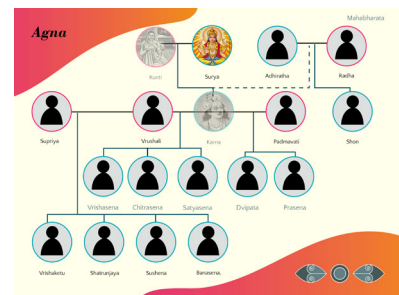 Mahabharata
Agna
Kunti
Surya
Adhiratha
Radha
Supriya
Vrushali
Karna
Padmavati
Shon
Vrishasena
Chitrasena
Satyasena
Dvipata
Prasena
Vrishaketu
Shatrunjaya
Sushena
Banasena.